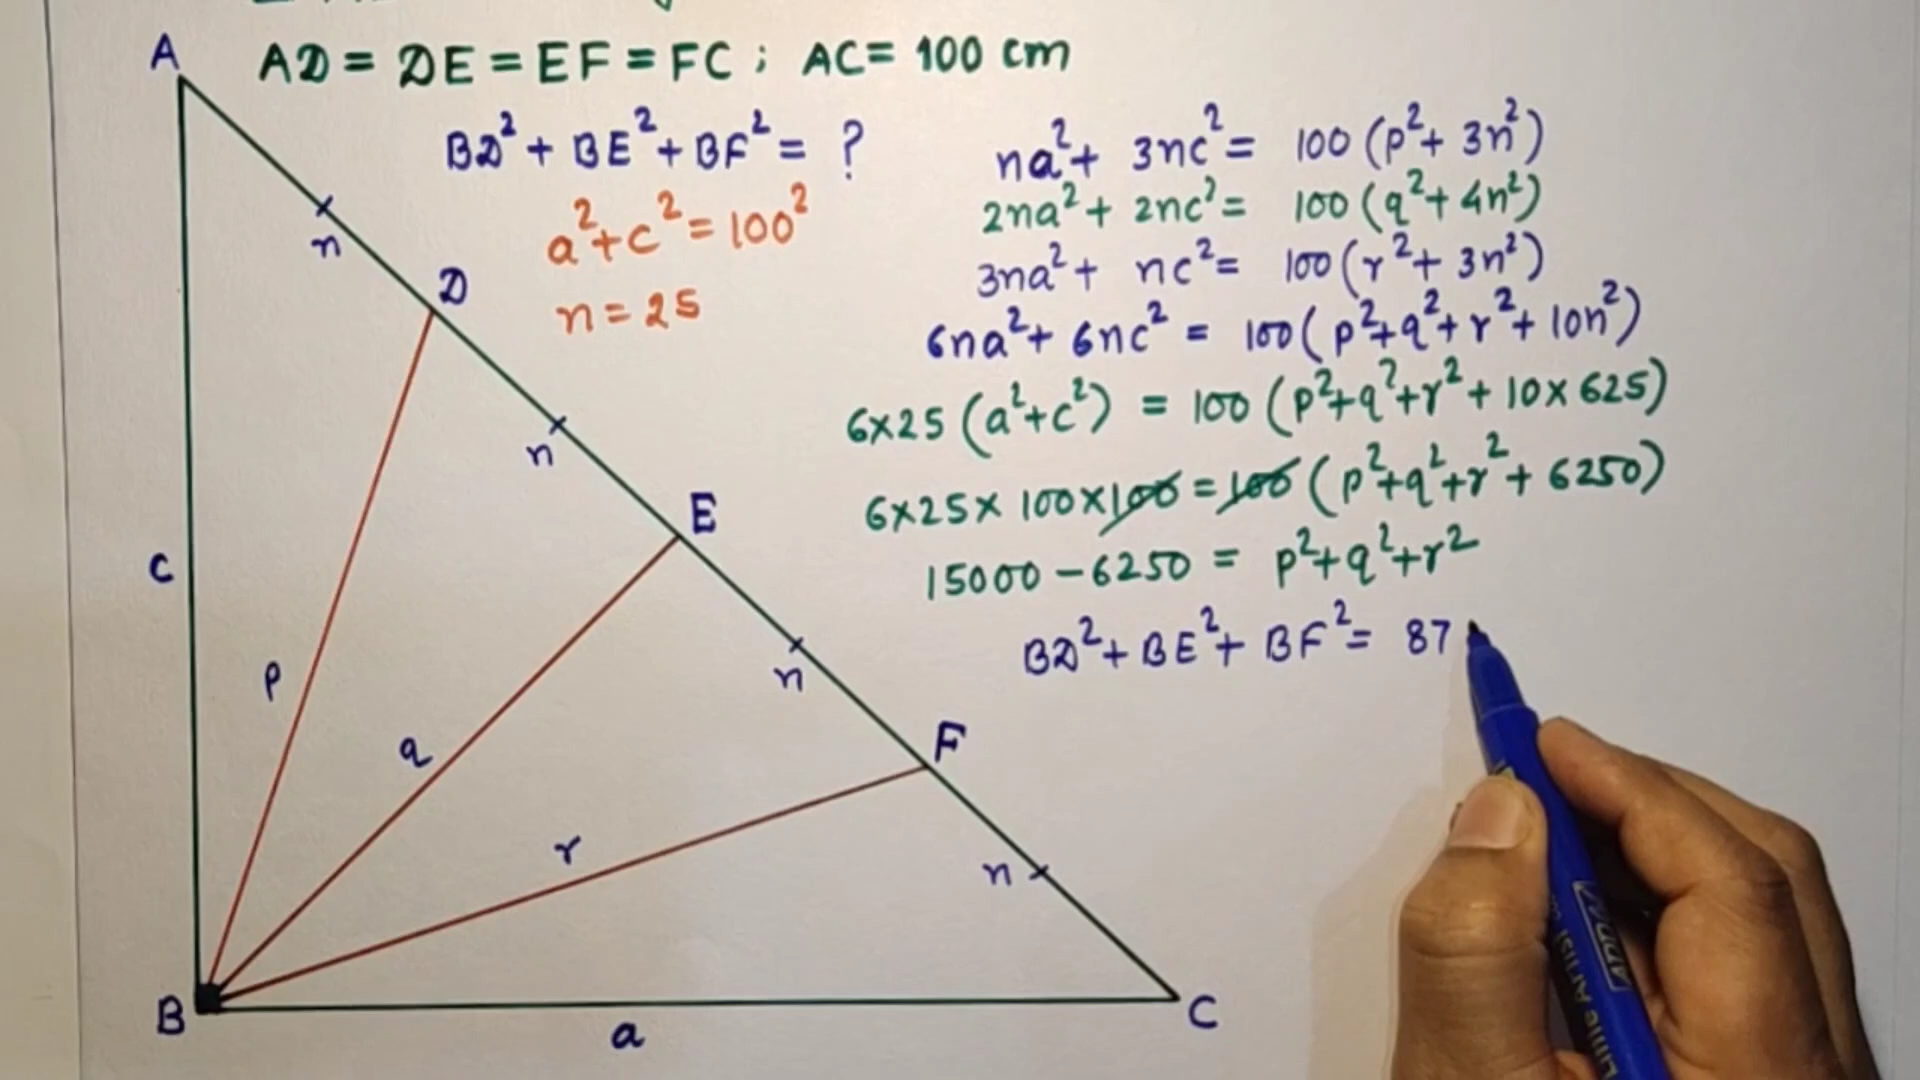 A
AD = DE = EF = FC ; AC = 100 cm
BD² + BE² + BF² = ?
a² + c² = 100²
n = 25
na² + 3nc² = 100 (p² + 3n²)
2na² + 2nc² = 100 (q² + 4n²)
3na² + nc² = 100 (r² + 3n²)
6na² + 6nc² = 100 (p² + q² + r² + 10n²)
6×25 (a² + c²) = 100 (p² + q² + r² + 10×625)
6×25×100×100 = 100 (p² + q² + r² + 6250)
15000 − 6250 = p² + q² + r²
BD² + BE² + BF² = 87
n
D
n
E
c
p
n
q
F
r
n
B
a
C